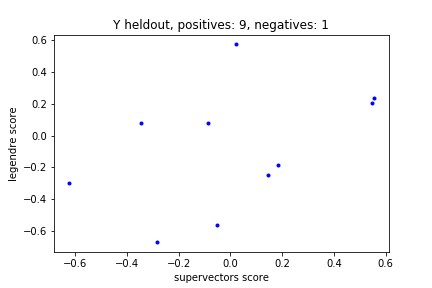 Y heldout, positives: 9, negatives: 1
0.6
0.4
0.2
0.0
−0.2
−0.4
−0.6
legendre score
−0.6 −0.4 −0.2 0.0 0.2 0.4 0.6
supervectors score